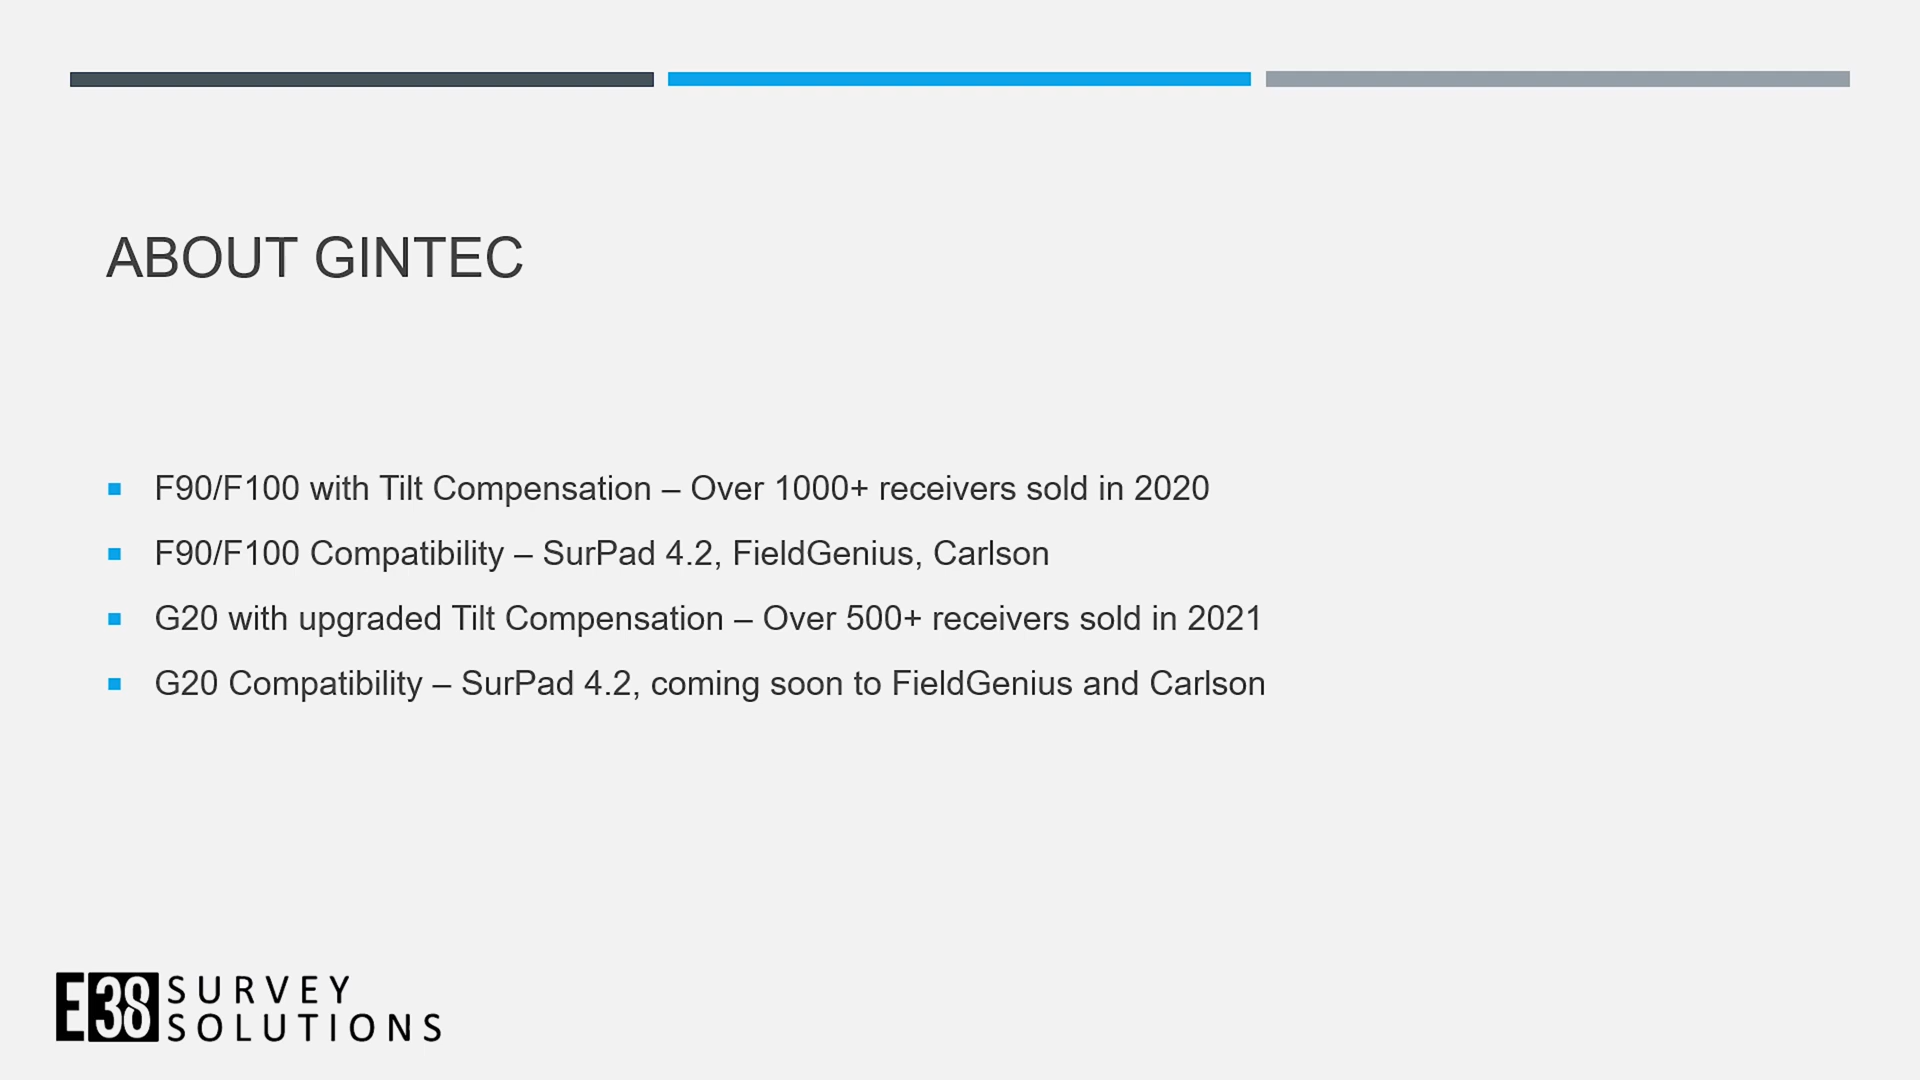 ABOUT GINTEC
F90/F100 with Tilt Compensation – Over 1000+ receivers sold in 2020
F90/F100 Compatibility – SurPad 4.2, FieldGenius, Carlson
G20 with upgraded Tilt Compensation – Over 500+ receivers sold in 2021
G20 Compatibility – SurPad 4.2, coming soon to FieldGenius and Carlson
E38 SURVEY
SOLUTIONS